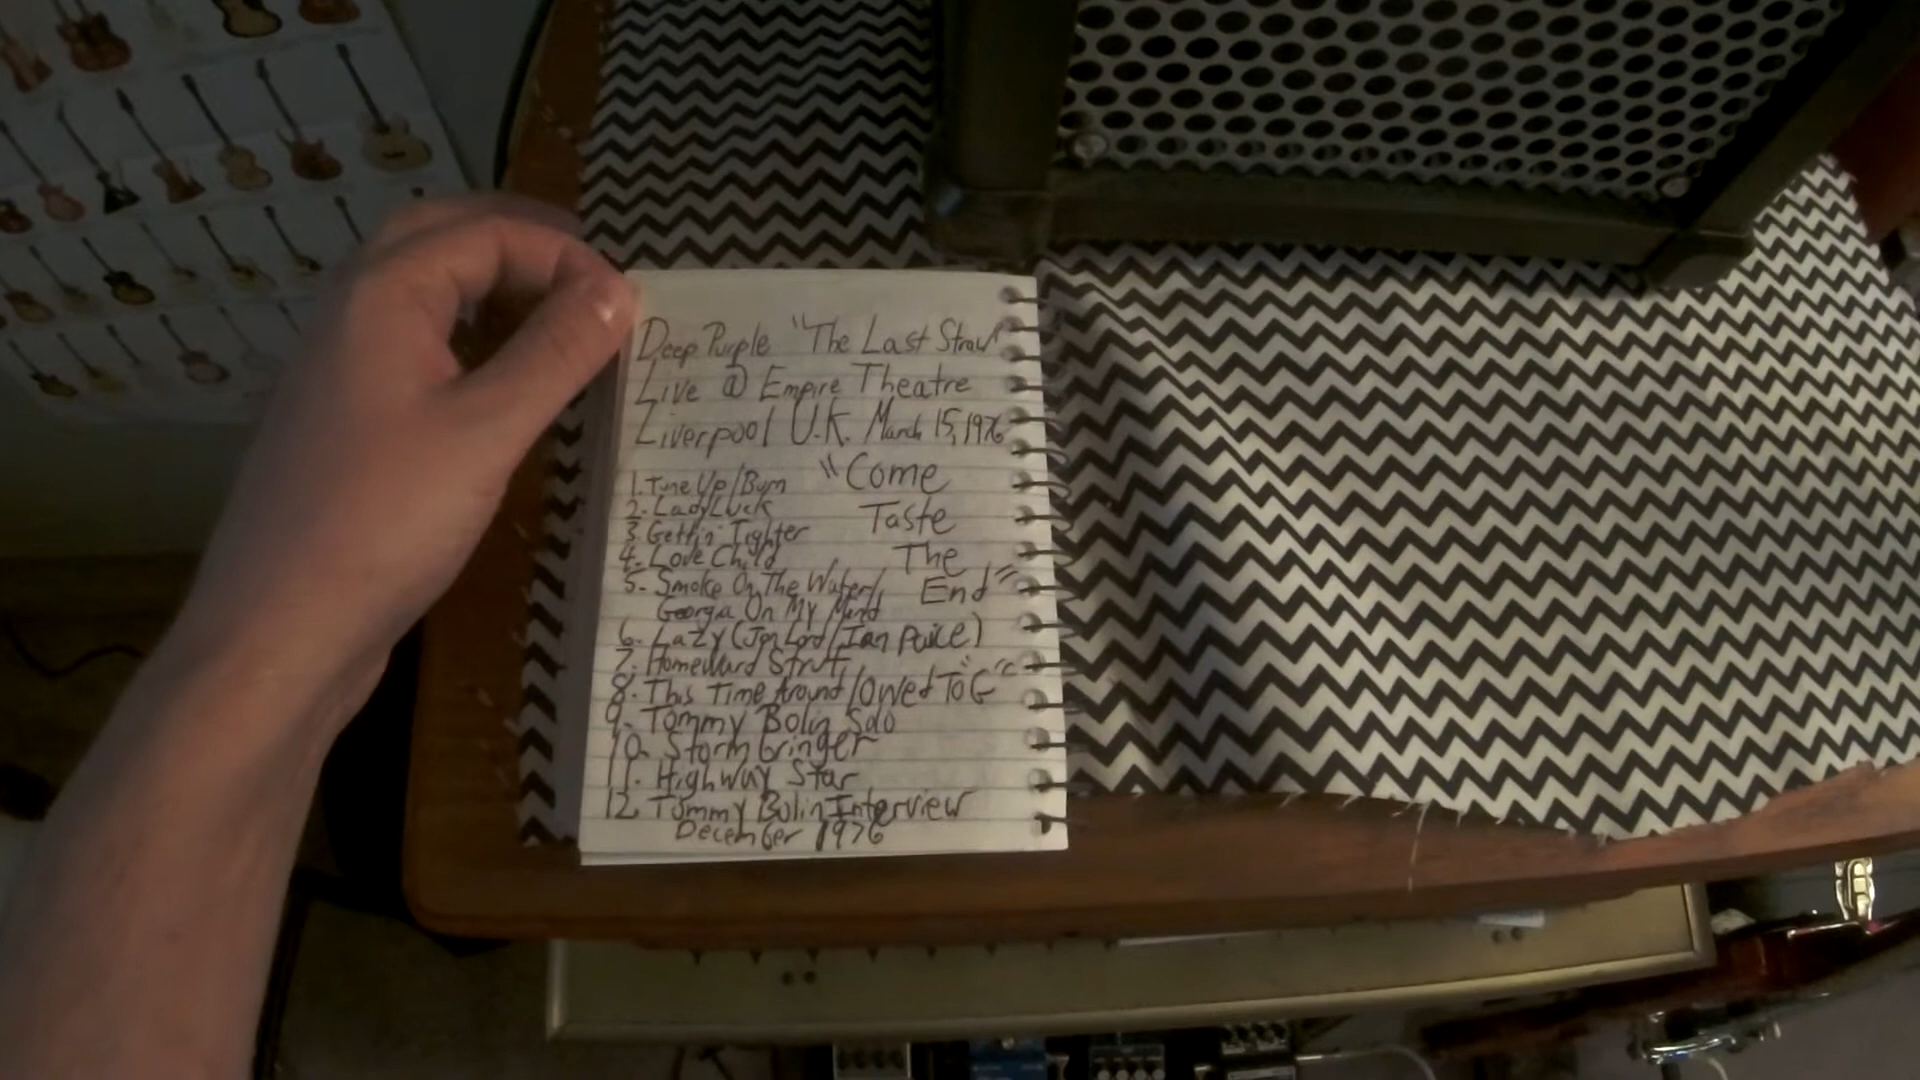 Deep Purple "The Last Straw
Live @ Empire Theatre
Liverpool U.K. March 15, 1976
1. Tune Up/Burn
2. Lady Luck
3. Gettin' Tighter
4. Love Child
5. Smoke On The Water/
Georgia On My Mind
6. Lazy (Jon Lord/Ian Paice)
7. Homeward Strut
8. This Time Around/Owed To "G"
9. Tommy Bolin Solo
10. Stormbringer
11. Highway Star
12. Tommy Bolin Interview
December 1976
"Come
Taste
The
End"